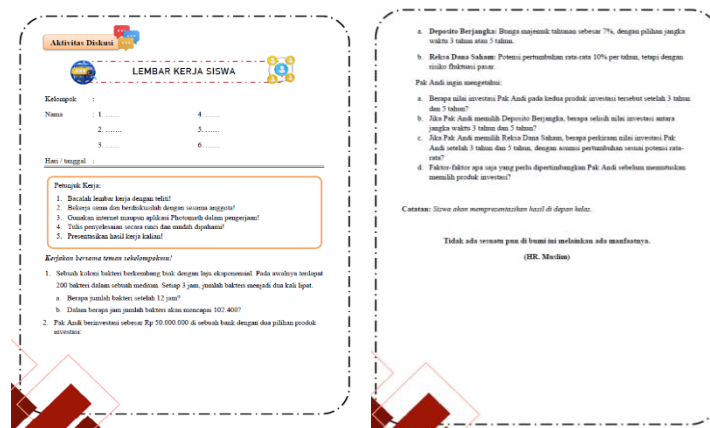 Aktivitas Diskusi
LEMBAR KERJA SISWA
Kelompok :
Nama : 1. ...... 4. ......
2. ....... 5. .......
3. ...... 6. ......
Hari / tanggal :
Petunjuk Kerja:
1. Bacalah lembar kerja dengan teliti!
2. Bekerja sama dan berdiskusilah dengan sesama anggota!
3. Gunakan internet maupun aplikasi Photomath dalam pengerjaan!
4. Tulis penyelesaian secara rinci dan mudah dipahami!
5. Presentasikan hasil kerja kalian!
Kerjakan bersama teman sekelompokmu!
1. Sebuah koloni bakteri berkembang biak dengan laju eksponensial. Pada awalnya terdapat
200 bakteri dalam sebuah medium. Setiap 3 jam, jumlah bakteri menjadi dua kali lipat.
a. Berapa jumlah bakteri setelah 12 jam?
b. Dalam berapa jam jumlah bakteri akan mencapai 102.400?
2. Pak Andi berinvestasi sebesar Rp 50.000.000 di sebuah bank dengan dua pilihan produk
investasi:
a. Deposito Berjangka: Bunga majemuk tahunan sebesar 7%, dengan pilihan jangka
waktu 3 tahun atau 5 tahun.
b. Reksa Dana Saham: Potensi pertumbuhan rata-rata 10% per tahun, tetapi dengan
risiko fluktuasi pasar.
Pak Andi ingin mengetahui:
a. Berapa nilai investasi Pak Andi pada kedua produk investasi tersebut setelah 3 tahun
dan 5 tahun?
b. Jika Pak Andi memilih Deposito Berjangka, berapa selisih nilai investasi antara
jangka waktu 3 tahun dan 5 tahun?
c. Jika Pak Andi memilih Reksa Dana Saham, berapa perkiraan nilai investasi Pak
Andi setelah 3 tahun dan 5 tahun, dengan asumsi pertumbuhan sesuai potensi rata-
rata?
d. Faktor-faktor apa saja yang perlu dipertimbangkan Pak Andi sebelum memutuskan
memilih produk investasi?
Catatan: Siswa akan mempresentasikan hasil di depan kelas.
Tidak ada sesuatu pun di bumi ini melainkan ada manfaatnya.
(HR. Muslim)